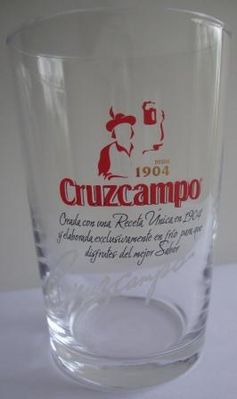 DESDE
1904
Cruzcampo
Creada con una Receta Única en 1904
y elaborada exclusivamente en frío para que
disfrutes del mejor Sabor
Cruzcampo